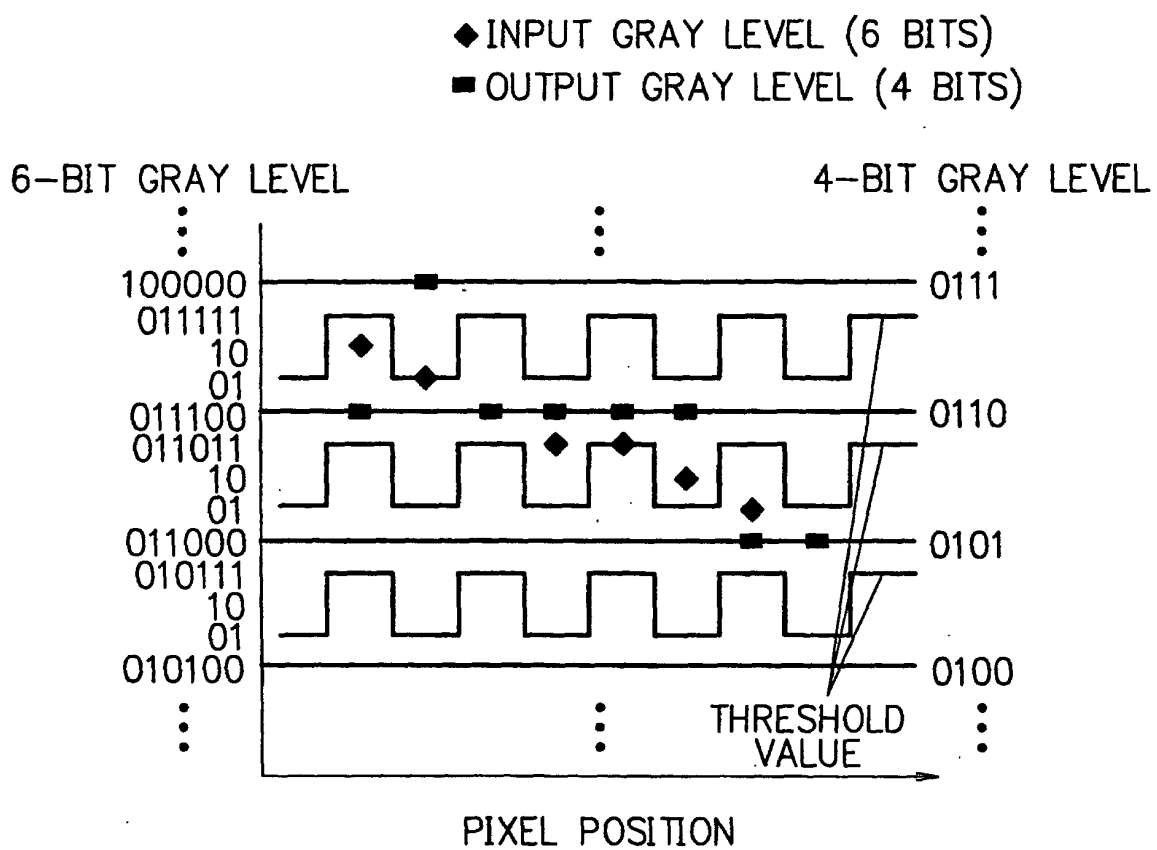 INPUT GRAY LEVEL (6 BITS)
OUTPUT GRAY LEVEL (4 BITS)
6-BIT GRAY LEVEL
4-BIT GRAY LEVEL
100000
0111
011111
10
01
011100
0110
011011
10
01
011000
0101
010111
10
01
010100
0100
THRESHOLD
VALUE
PIXEL POSITION